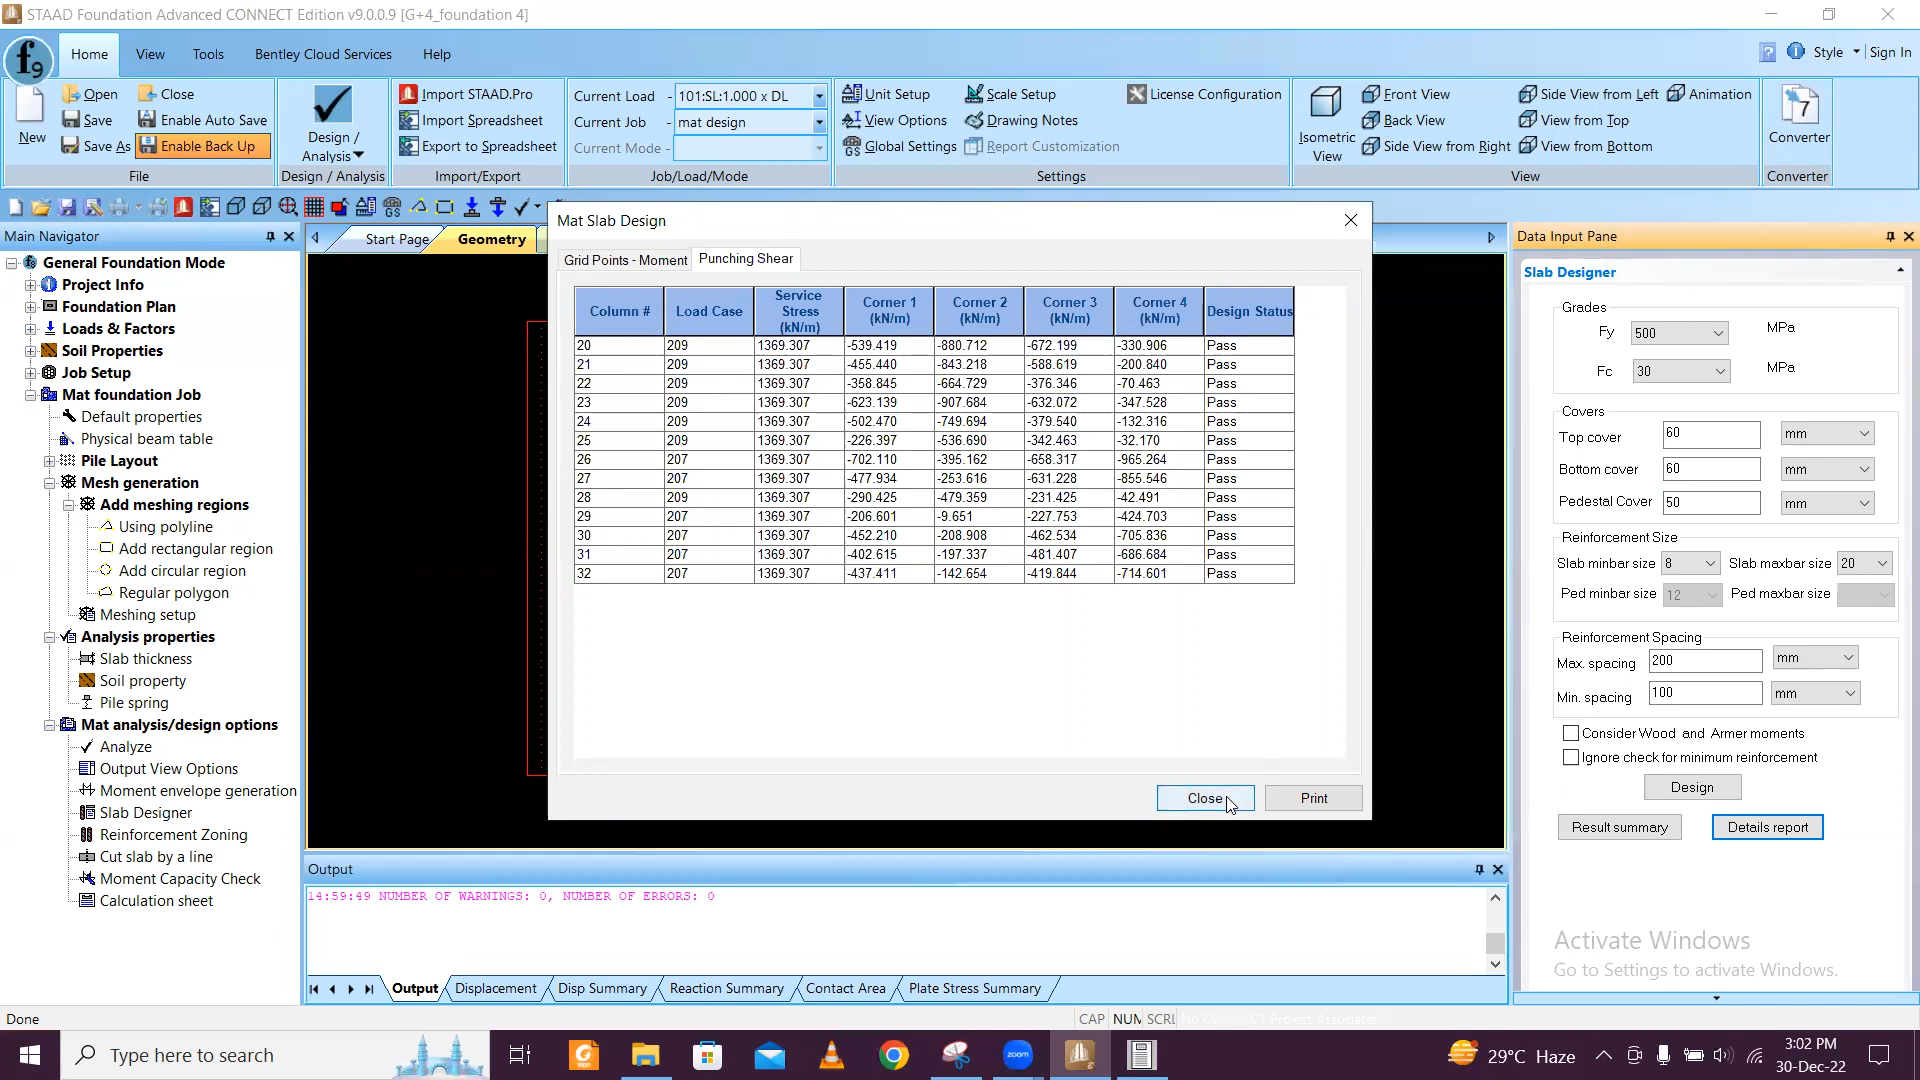 STAAD Foundation Advanced CONNECT Edition v9.0.0.9 [G+4_foundation 4]
Home View Tools Bentley Cloud Services Help Style Sign In
New
Open
Save
Save As
Close
Enable Auto Save
Enable Back Up
File
Design /
Analysis
Design / Analysis
Import STAAD.Pro
Import Spreadsheet
Export to Spreadsheet
Import/Export
Current Load - 101:SL:1.000 x DL
Current Job - mat design
Current Mode -
Job/Load/Mode
Unit Setup
View Options
Global Settings
Scale Setup
Drawing Notes
Report Customization
License Configuration
Settings
Isometric
View
Front View
Back View
Side View from Right
Side View from Left
View from Top
View from Bottom
Animation
View
Converter
Converter
Main Navigator
General Foundation Mode
Project Info
Foundation Plan
Loads & Factors
Soil Properties
Job Setup
Mat foundation Job
Default properties
Physical beam table
Pile Layout
Mesh generation
Add meshing regions
Using polyline
Add rectangular region
Add circular region
Regular polygon
Meshing setup
Analysis properties
Slab thickness
Soil property
Pile spring
Mat analysis/design options
Analyze
Output View Options
Moment envelope generation
Slab Designer
Reinforcement Zoning
Cut slab by a line
Moment Capacity Check
Calculation sheet
Start Page Geometry
Mat Slab Design
Grid Points - Moment Punching Shear
Column # Load Case Service Stress (kN/m) Corner 1 (kN/m) Corner 2 (kN/m) Corner 3 (kN/m) Corner 4 (kN/m) Design Status
20 209 1369.307 -539.419 -880.712 -672.199 -330.906 Pass
21 209 1369.307 -455.440 -843.218 -588.619 -200.840 Pass
22 209 1369.307 -358.845 -664.729 -376.346 -70.463 Pass
23 209 1369.307 -623.139 -907.684 -632.072 -347.528 Pass
24 209 1369.307 -502.470 -749.694 -379.540 -132.316 Pass
25 209 1369.307 -226.397 -536.690 -342.463 -32.170 Pass
26 207 1369.307 -702.110 -395.162 -658.317 -965.264 Pass
27 207 1369.307 -477.934 -253.616 -631.228 -855.546 Pass
28 209 1369.307 -290.425 -479.359 -231.425 -42.491 Pass
29 207 1369.307 -206.601 -9.651 -227.753 -424.703 Pass
30 207 1369.307 -452.210 -208.908 -462.534 -705.836 Pass
31 207 1369.307 -402.615 -197.337 -481.407 -686.684 Pass
32 207 1369.307 -437.411 -142.654 -419.844 -714.601 Pass
Close Print
Data Input Pane
Slab Designer
Grades
Fy 500 MPa
Fc 30 MPa
Covers
Top cover 60 mm
Bottom cover 60 mm
Pedestal Cover 50 mm
Reinforcement Size
Slab minbar size 8 Slab maxbar size 20
Ped minbar size 12 Ped maxbar size
Reinforcement Spacing
Max. spacing 200 mm
Min. spacing 100 mm
Consider Wood and Armer moments
Ignore check for minimum reinforcement
Design
Result summary Details report
Activate Windows
Go to Settings to activate Windows.
Output
14:59:49 NUMBER OF WARNINGS: 0, NUMBER OF ERRORS: 0
Output Displacement Disp Summary Reaction Summary Contact Area Plate Stress Summary
Done CAP NUM SCRL
Type here to search
zoom
29°C Haze
3:02 PM
30-Dec-22